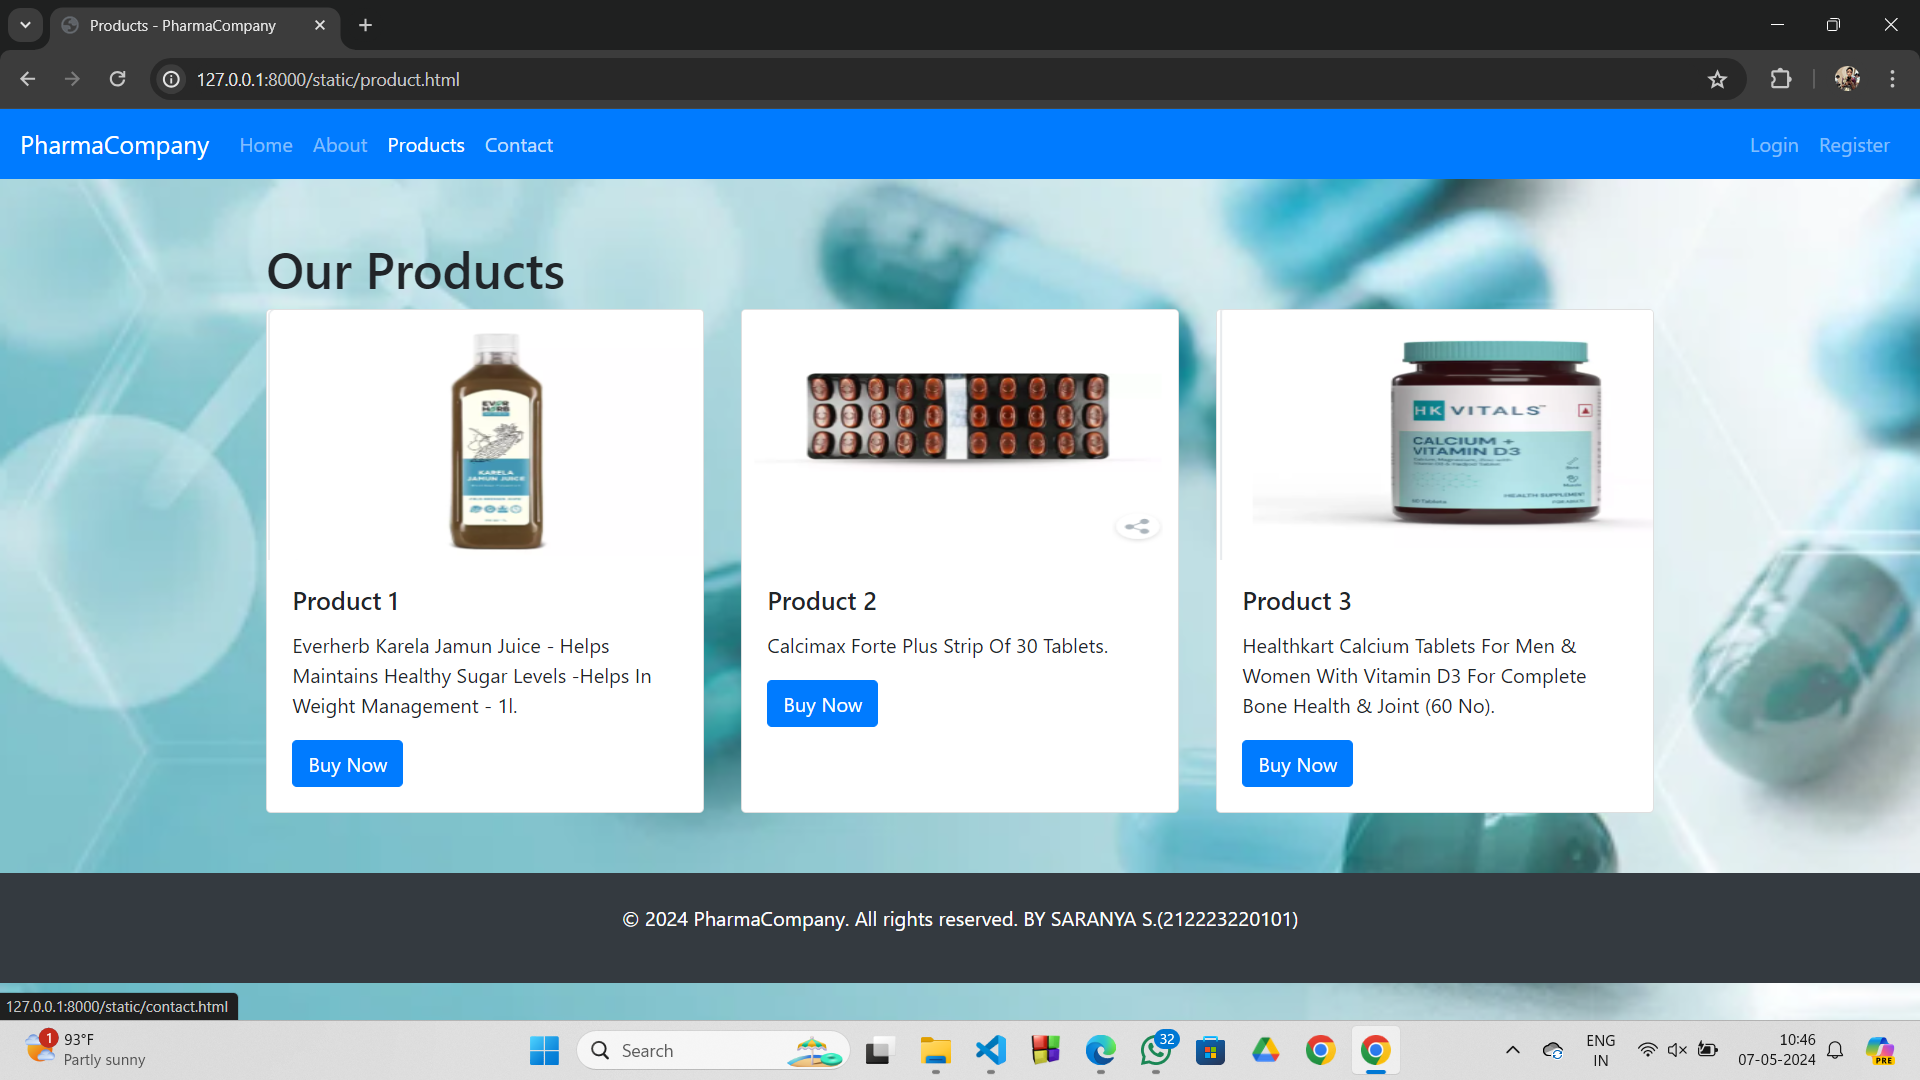 Products - PharmaCompany
127.0.0.1:8000/static/product.html
PharmaCompany Home About Products Contact Login Register
Our Products
EVER HERB
KARELA
JAMUN JUICE
HK VITALS
CALCIUM +
VITAMIN D3
HEALTH SUPPLEMENT
60 Tablets
Product 1
Everherb Karela Jamun Juice - Helps
Maintains Healthy Sugar Levels -Helps In
Weight Management - 1l.
Buy Now
Product 2
Calcimax Forte Plus Strip Of 30 Tablets.
Buy Now
Product 3
Healthkart Calcium Tablets For Men &
Women With Vitamin D3 For Complete
Bone Health & Joint (60 No).
Buy Now
© 2024 PharmaCompany. All rights reserved. BY SARANYA S.(212223220101)
127.0.0.1:8000/static/contact.html
1
93°F
Partly sunny
Search
32
ENG
IN
10:46
07-05-2024
PRE